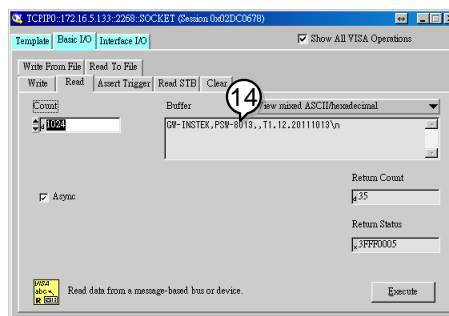 TCPIP0::172.16.5.133::2268::SOCKET (Session 0x02DC0678)
Template Basic I/O Interface I/O Show All VISA Operations
Write From File Read To File
Write Read Assert Trigger Read STB Clear
14
Count Buffer View mixed ASCII/hexadecimal
d 1024 GW-INSTEK,PSW-8013,,T1.12.20111013\n
Return Count
d 35
Async
Return Status
x 3FFF0005
VISA
abc
R
Read data from a message-based bus or device. Execute